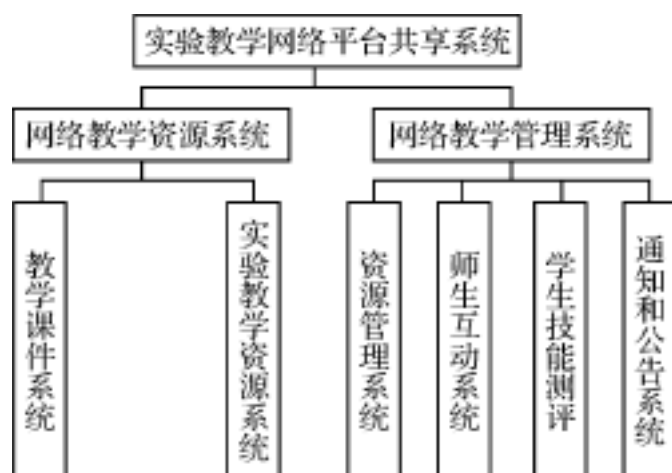 实验教学网络平台共享系统
网络教学资源系统
网络教学管理系统
教学课件系统
实验教学资源系统
资源管理系统
师生互动系统
学生技能测评
通知和公告系统